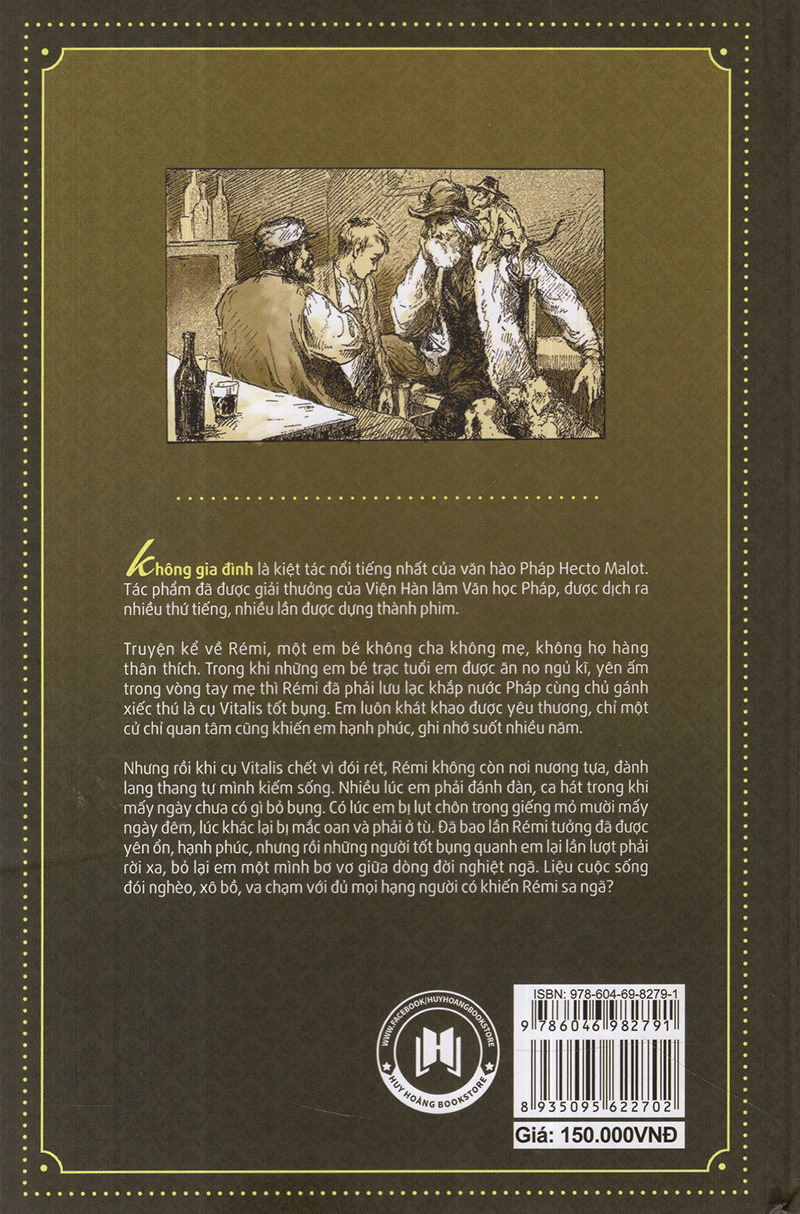 không gia đình là kiệt tác nổi tiếng nhất của văn hào Pháp Hecto Malot.
Tác phẩm đã được giải thưởng của Viện Hàn lâm Văn học Pháp, được dịch ra
nhiều thứ tiếng, nhiều lần được dựng thành phim.
Truyện kể về Rémi, một em bé không cha không mẹ, không họ hàng
thân thích. Trong khi những em bé trạc tuổi em được ăn no ngủ kĩ, yên ấm
trong vòng tay mẹ thì Rémi đã phải lưu lạc khắp nước Pháp cùng chủ gánh
xiếc thú là cụ Vitalis tốt bụng. Em luôn khát khao được yêu thương, chỉ một
cử chỉ quan tâm cũng khiến em hạnh phúc, ghi nhớ suốt nhiều năm.
Nhưng rồi khi cụ Vitalis chết vì đói rét, Rémi không còn nơi nương tựa, đành
lang thang tự mình kiếm sống. Nhiều lúc em phải đánh đàn, ca hát trong khi
mấy ngày chưa có gì bỏ bụng. Có lúc em bị lụt chôn trong giếng mỏ mười mấy
ngày đêm, lúc khác lại bị mắc oan và phải ở tù. Đã bao lần Rémi tưởng đã được
yên ổn, hạnh phúc, nhưng rồi những người tốt bụng quanh em lại lần lượt phải
rời xa, bỏ lại em một mình bơ vơ giữa dòng đời nghiệt ngã. Liệu cuộc sống
đói nghèo, xô bồ, va chạm với đủ mọi hạng người có khiến Rémi sa ngã?
WWW.FACEBOOK/HUYHOANGBOOKSTORE
HUY HOÀNG BOOKSTORE
ISBN: 978-604-69-8279-1
9 786046 982791
8 935095 622702
Giá: 150.000VNĐ